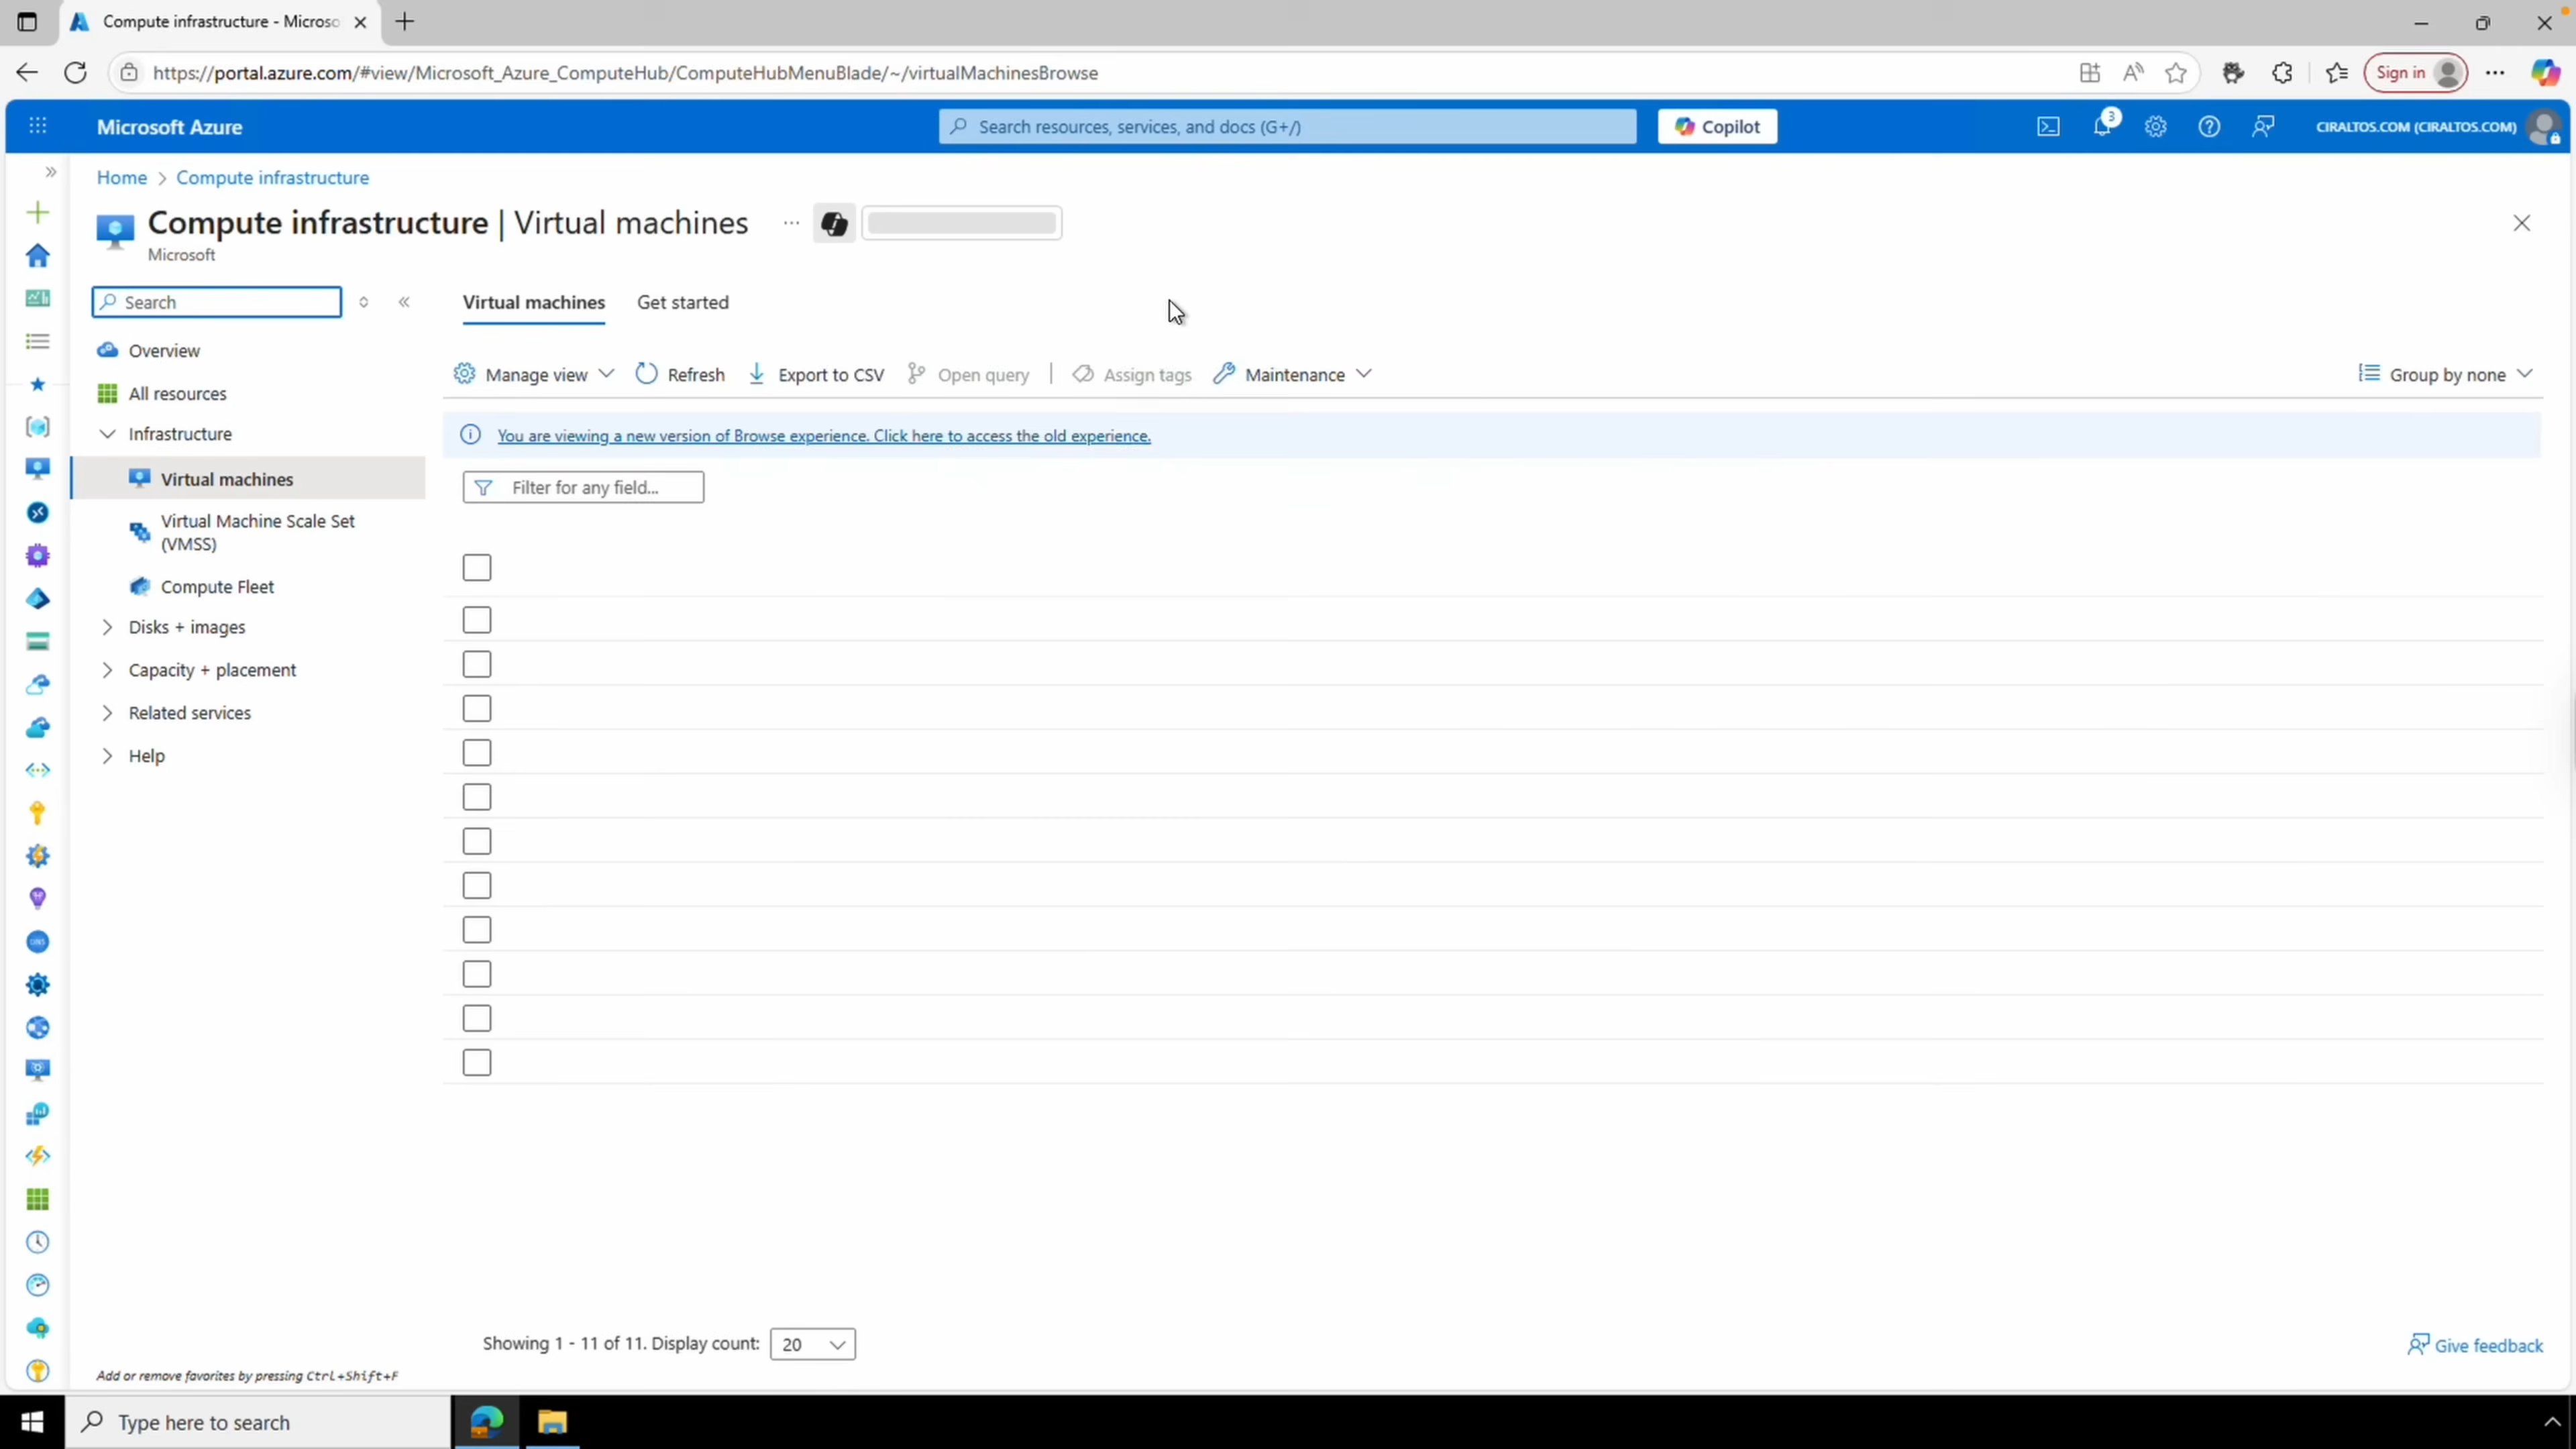 Compute infrastructure - Microso
https://portal.azure.com/#view/Microsoft_Azure_ComputeHub/ComputeHubMenuBlade/~/virtualMachinesBrowse
Sign in
Microsoft Azure
Search resources, services, and docs (G+/)
Copilot
3
CIRALTOS.COM (CIRALTOS.COM)
Home > Compute infrastructure
Compute infrastructure | Virtual machines
Microsoft
Search
Virtual machines
Get started
Overview
All resources
Infrastructure
Virtual machines
Virtual Machine Scale Set
(VMSS)
Compute Fleet
Disks + images
Capacity + placement
Related services
Help
Manage view
Refresh
Export to CSV
Open query
Assign tags
Maintenance
Group by none
You are viewing a new version of Browse experience. Click here to access the old experience.
Filter for any field...
Showing 1 - 11 of 11. Display count:
20
Give feedback
Add or remove favorites by pressing Ctrl+Shift+F
Type here to search